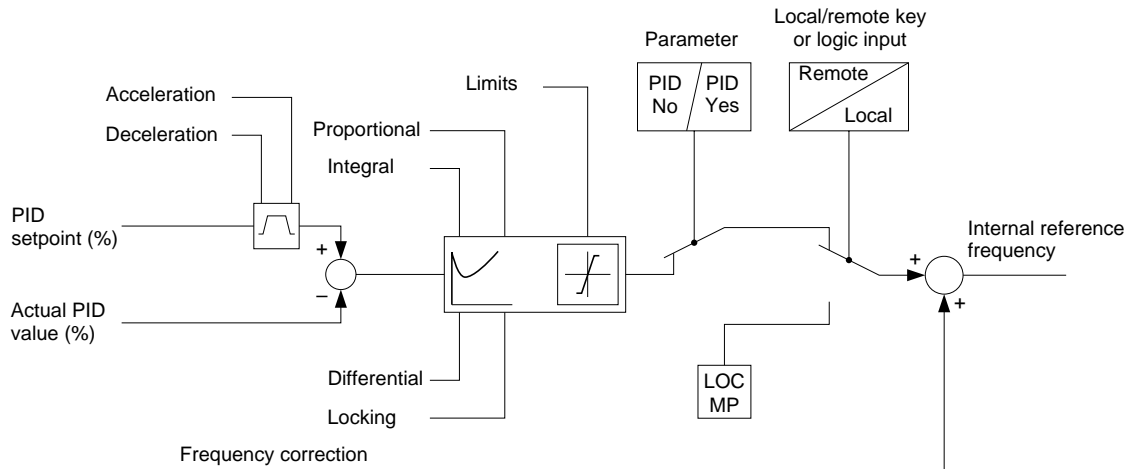 Local/remote key
or logic input
Parameter
Remote
Local
PID
No
PID
Yes
Limits
Acceleration
Deceleration
Proportional
Integral
PID
setpoint (%)
+
−
Internal reference
frequency
+
+
Actual PID
value (%)
Differential
Locking
LOC
MP
Frequency correction